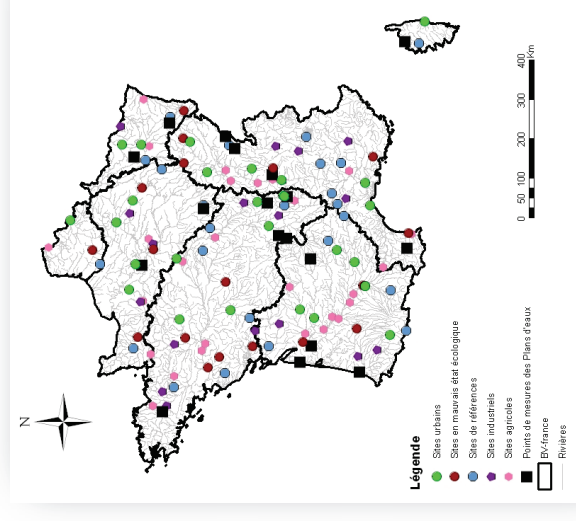 N
Légende
Sites urbains
Sites en mauvais état écologique
Sites de références
Sites industriels
Sites agricoles
Points de mesures des Plans d'eaux
BV-france
Rivières
0 50 100 200 300 400
Km